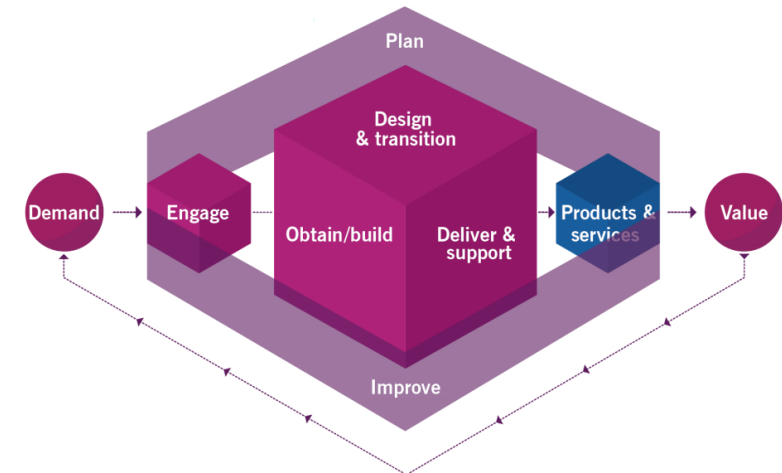 Plan
Design
& transition
Demand
Engage
Obtain/build
Deliver &
support
Products &
services
Value
Improve